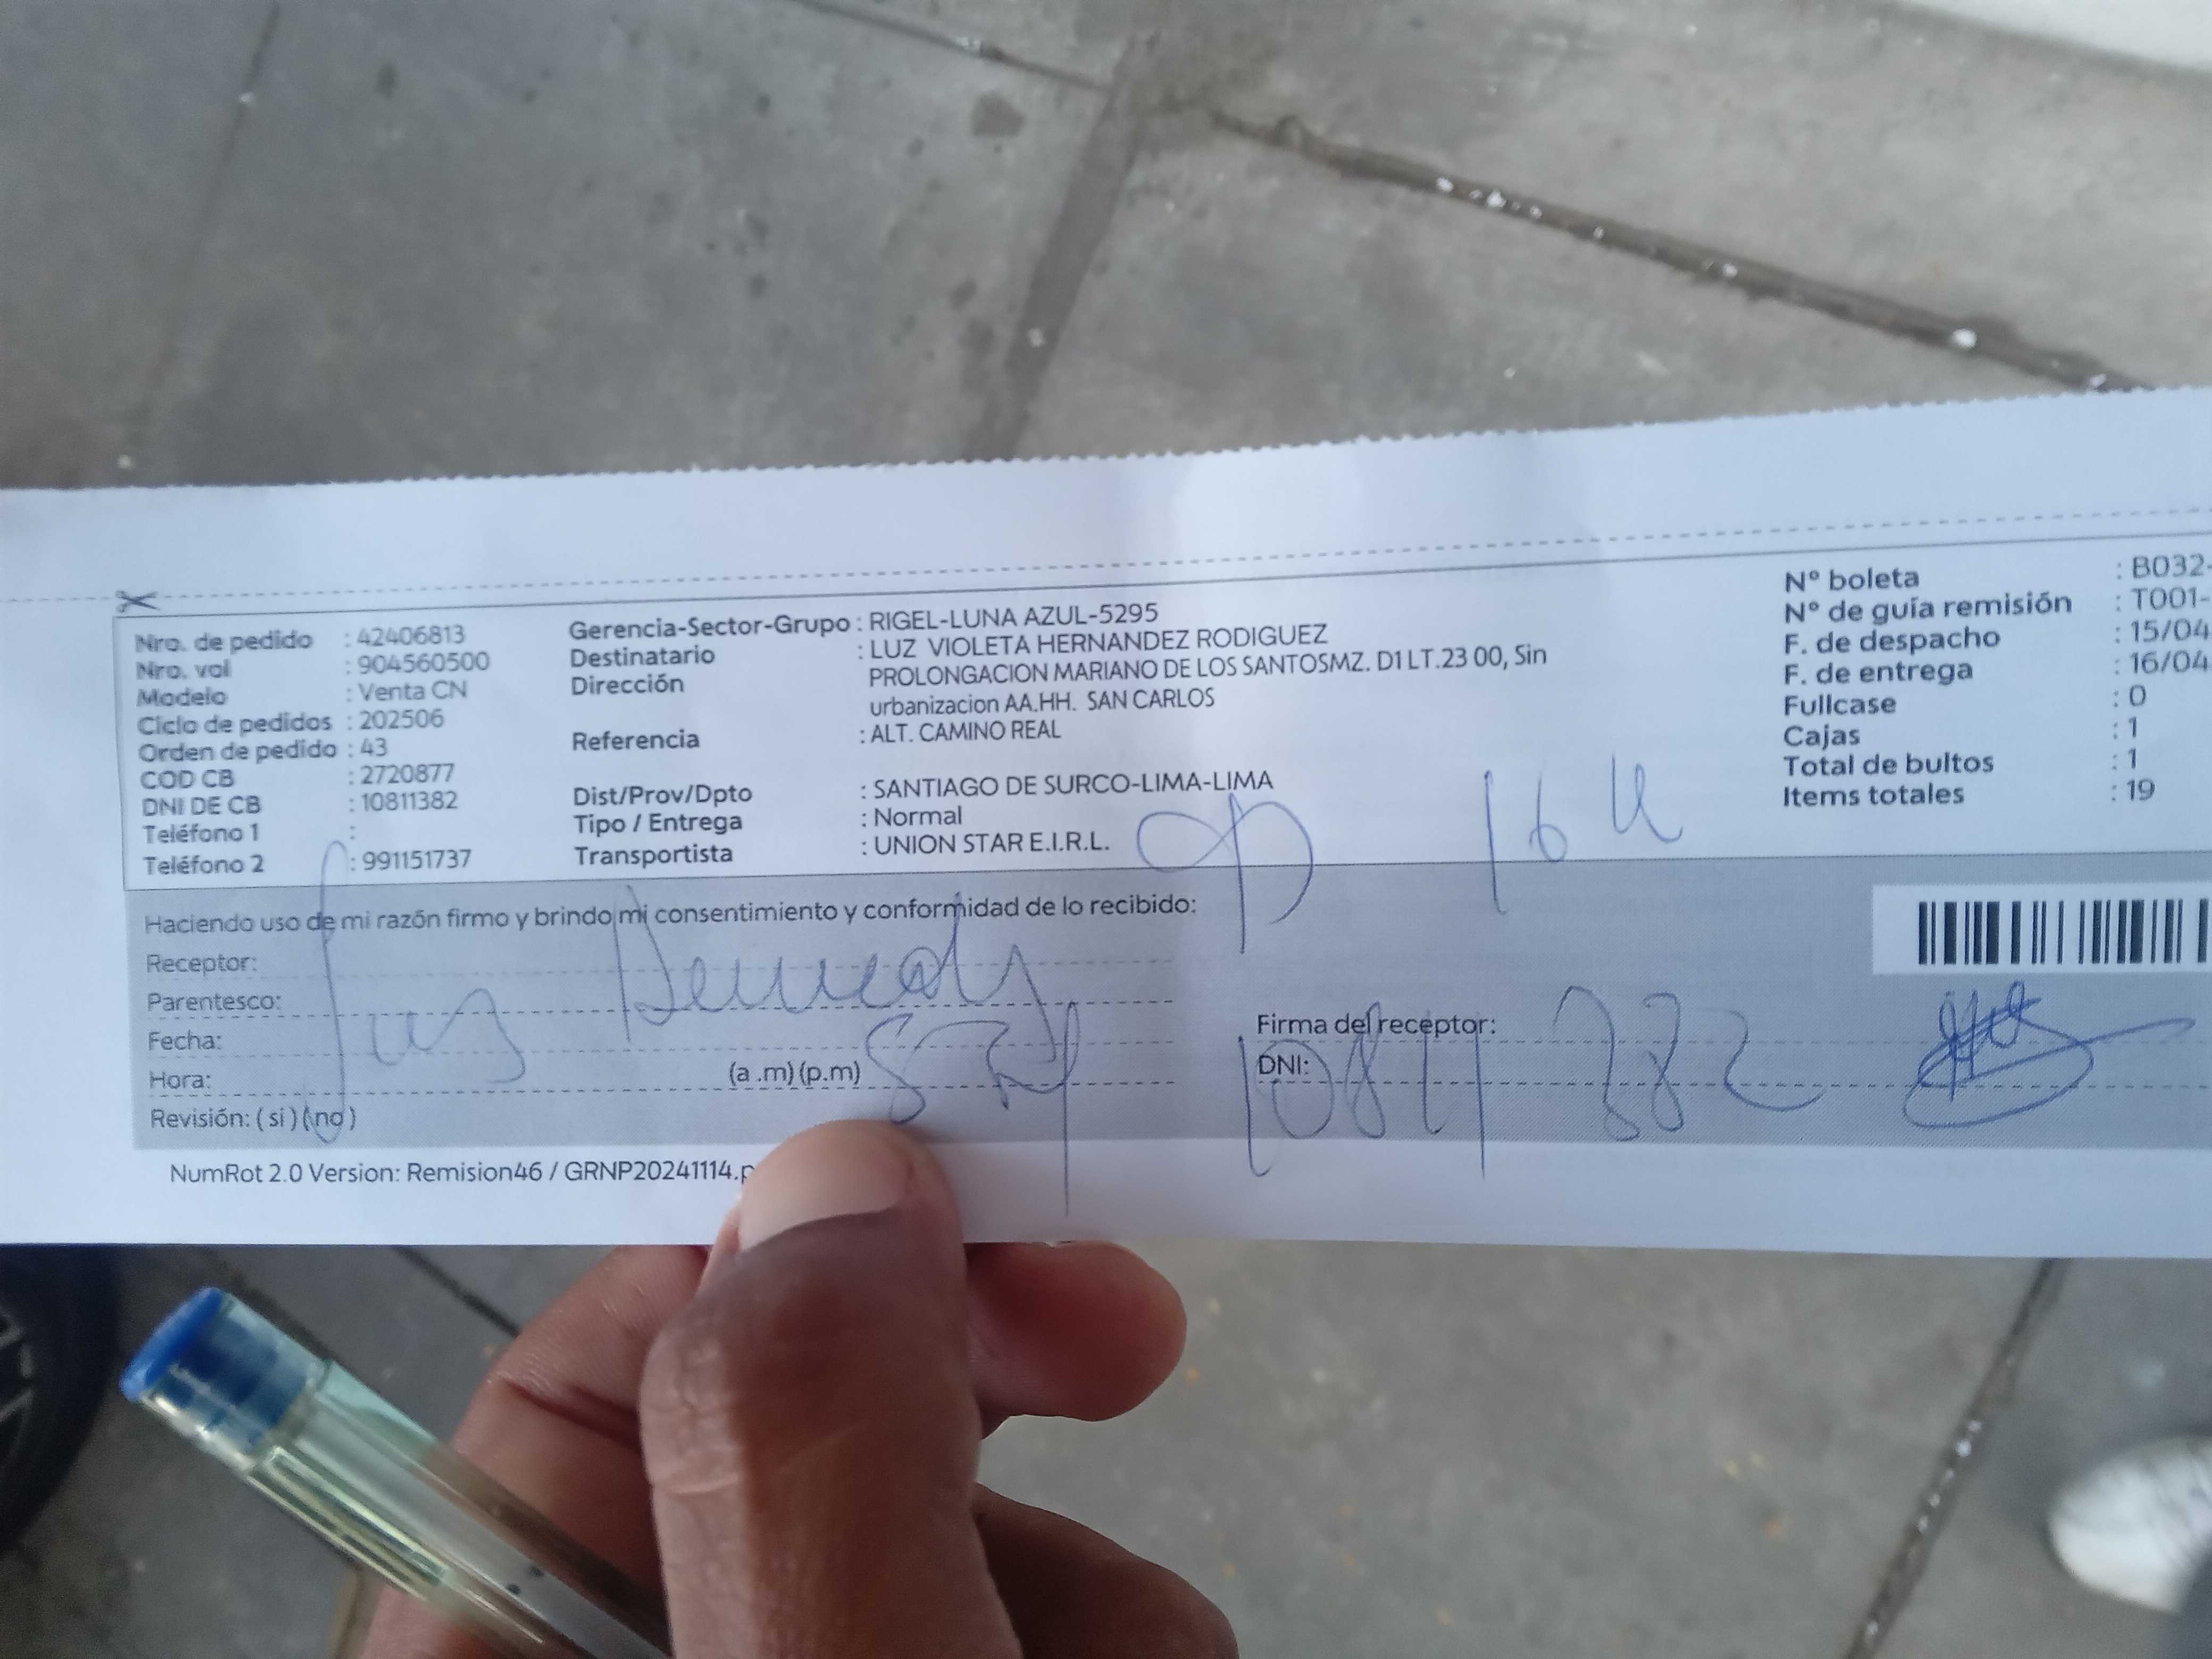 Nro. de pedido : 42406813
Nro. vol : 904560500
Modelo : Venta CN
Ciclo de pedidos : 202506
Orden de pedido : 43
COD CB : 2720877
DNI DE CB : 10811382
Teléfono 1 :
Teléfono 2 : 991151737
Gerencia-Sector-Grupo : RIGEL-LUNA AZUL-5295
Destinatario : LUZ VIOLETA HERNANDEZ RODIGUEZ
Dirección PROLONGACION MARIANO DE LOS SANTOSMZ. D1 LT.23 00, Sin
urbanizacion AA.HH. SAN CARLOS
Referencia : ALT. CAMINO REAL
Dist/Prov/Dpto : SANTIAGO DE SURCO-LIMA-LIMA
Tipo / Entrega : Normal
Transportista : UNION STAR E.I.R.L.
N° boleta : B032-
N° de guía remisión : T001-
F. de despacho : 15/04
F. de entrega : 16/04
Fullcase : 0
Cajas : 1
Total de bultos : 1
Items totales : 19
16
Haciendo uso de mi razón firmo y brindo mi consentimiento y conformidad de lo recibido:
Receptor:
Parentesco:
Luz
Fecha:
Hora: (a .m) (p.m)
Revisión: ( si ) ( no )
Firma del receptor:
DNI: 10811382
NumRot 2.0 Version: Remision46 / GRNP20241114.p